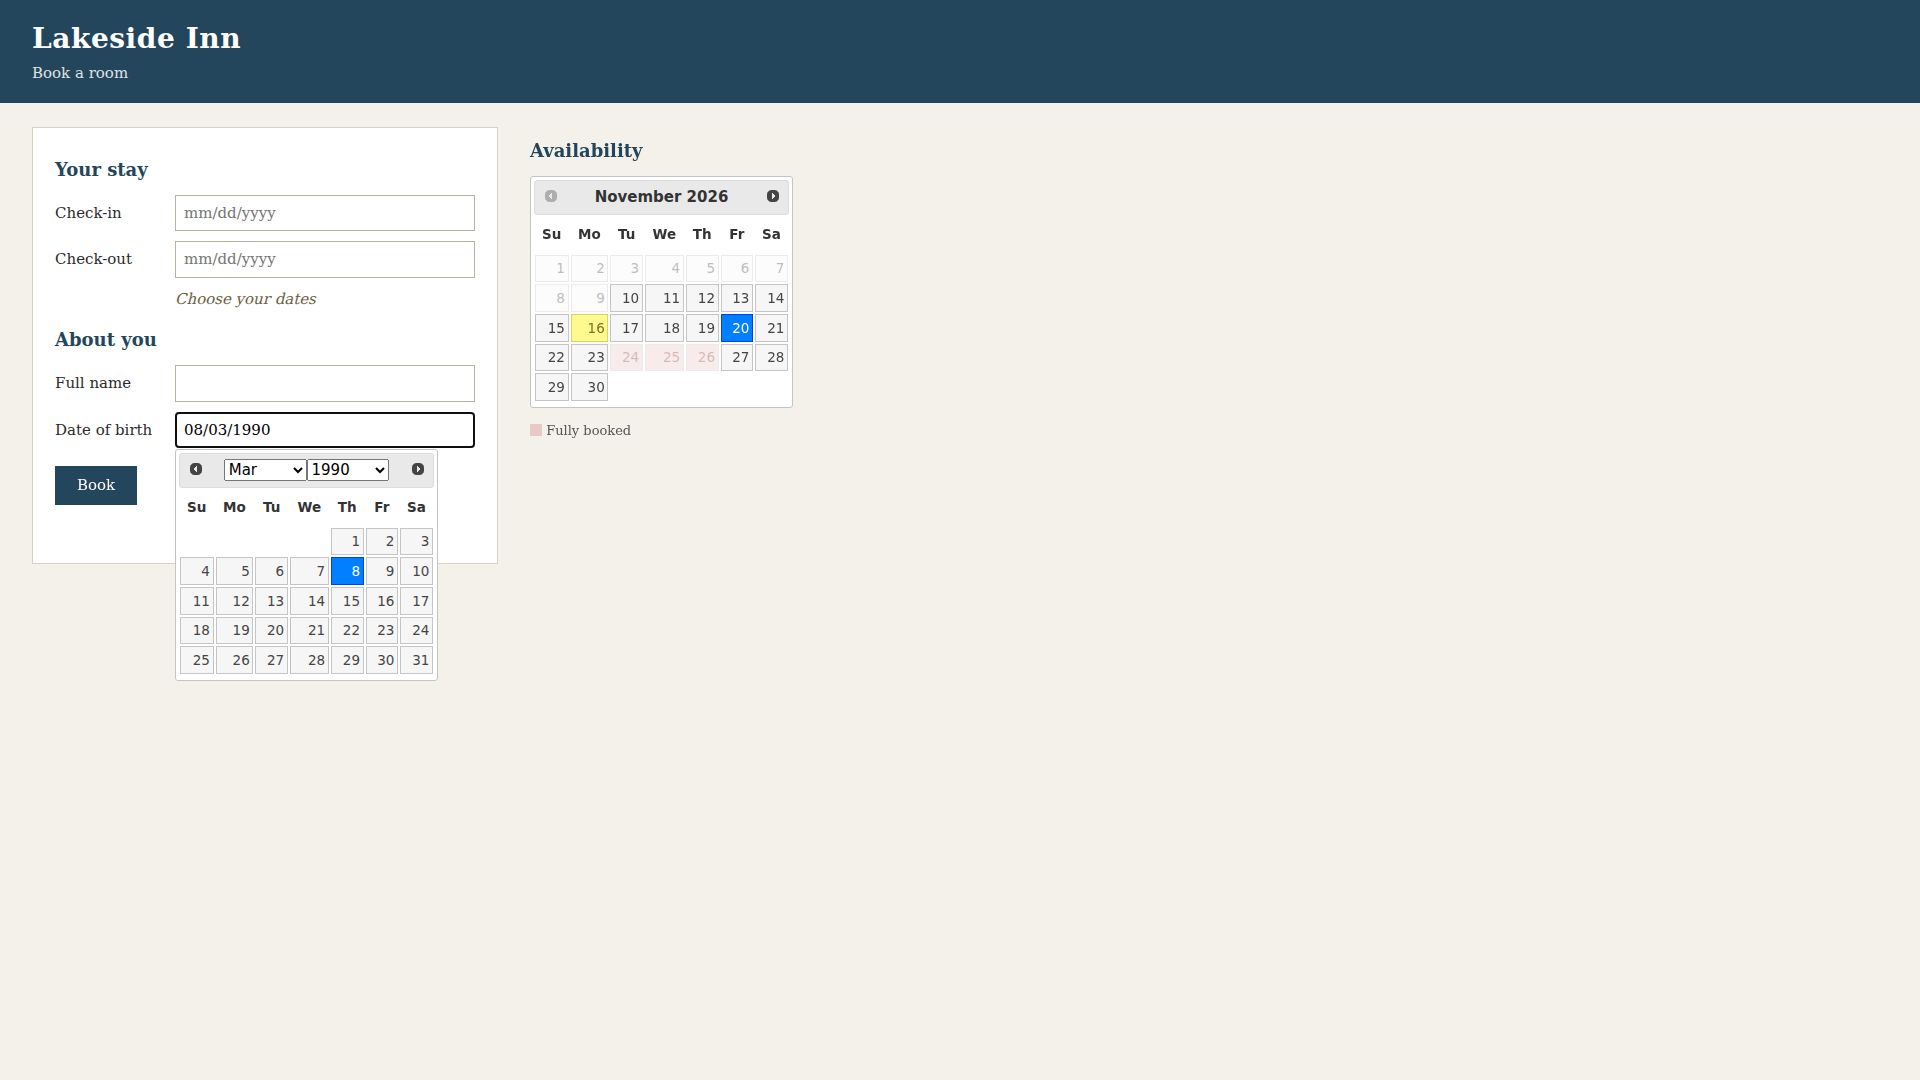 Lakeside Inn
Book a room
Your stay
Check-in mm/dd/yyyy
Check-out mm/dd/yyyy
Choose your dates
About you
Full name
Date of birth 08/03/1990
Book
Mar 1990
Su Mo Tu We Th Fr Sa
1 2 3
4 5 6 7 8 9 10
11 12 13 14 15 16 17
18 19 20 21 22 23 24
25 26 27 28 29 30 31
Availability
November 2026
Su Mo Tu We Th Fr Sa
1 2 3 4 5 6 7
8 9 10 11 12 13 14
15 16 17 18 19 20 21
22 23 24 25 26 27 28
29 30
Fully booked